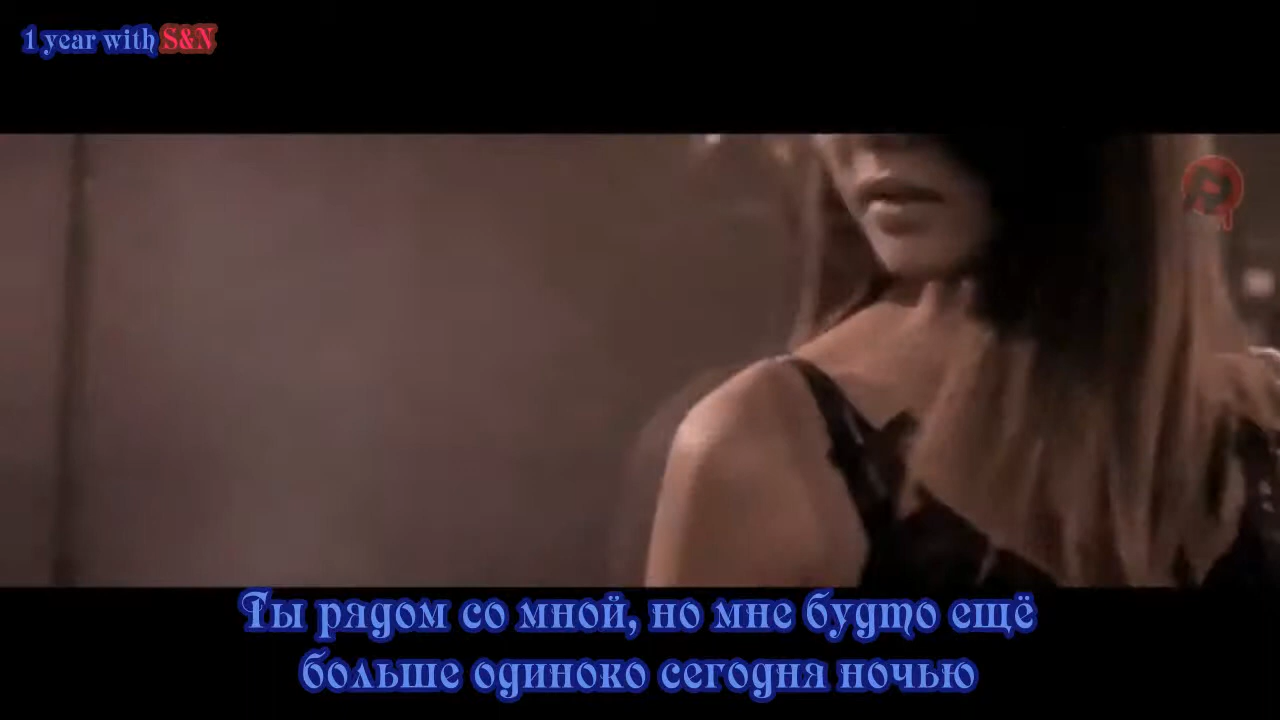 1 year with S&N
Ты рядом со мной, но мне будто ещё
больше одиноко сегодня ночью